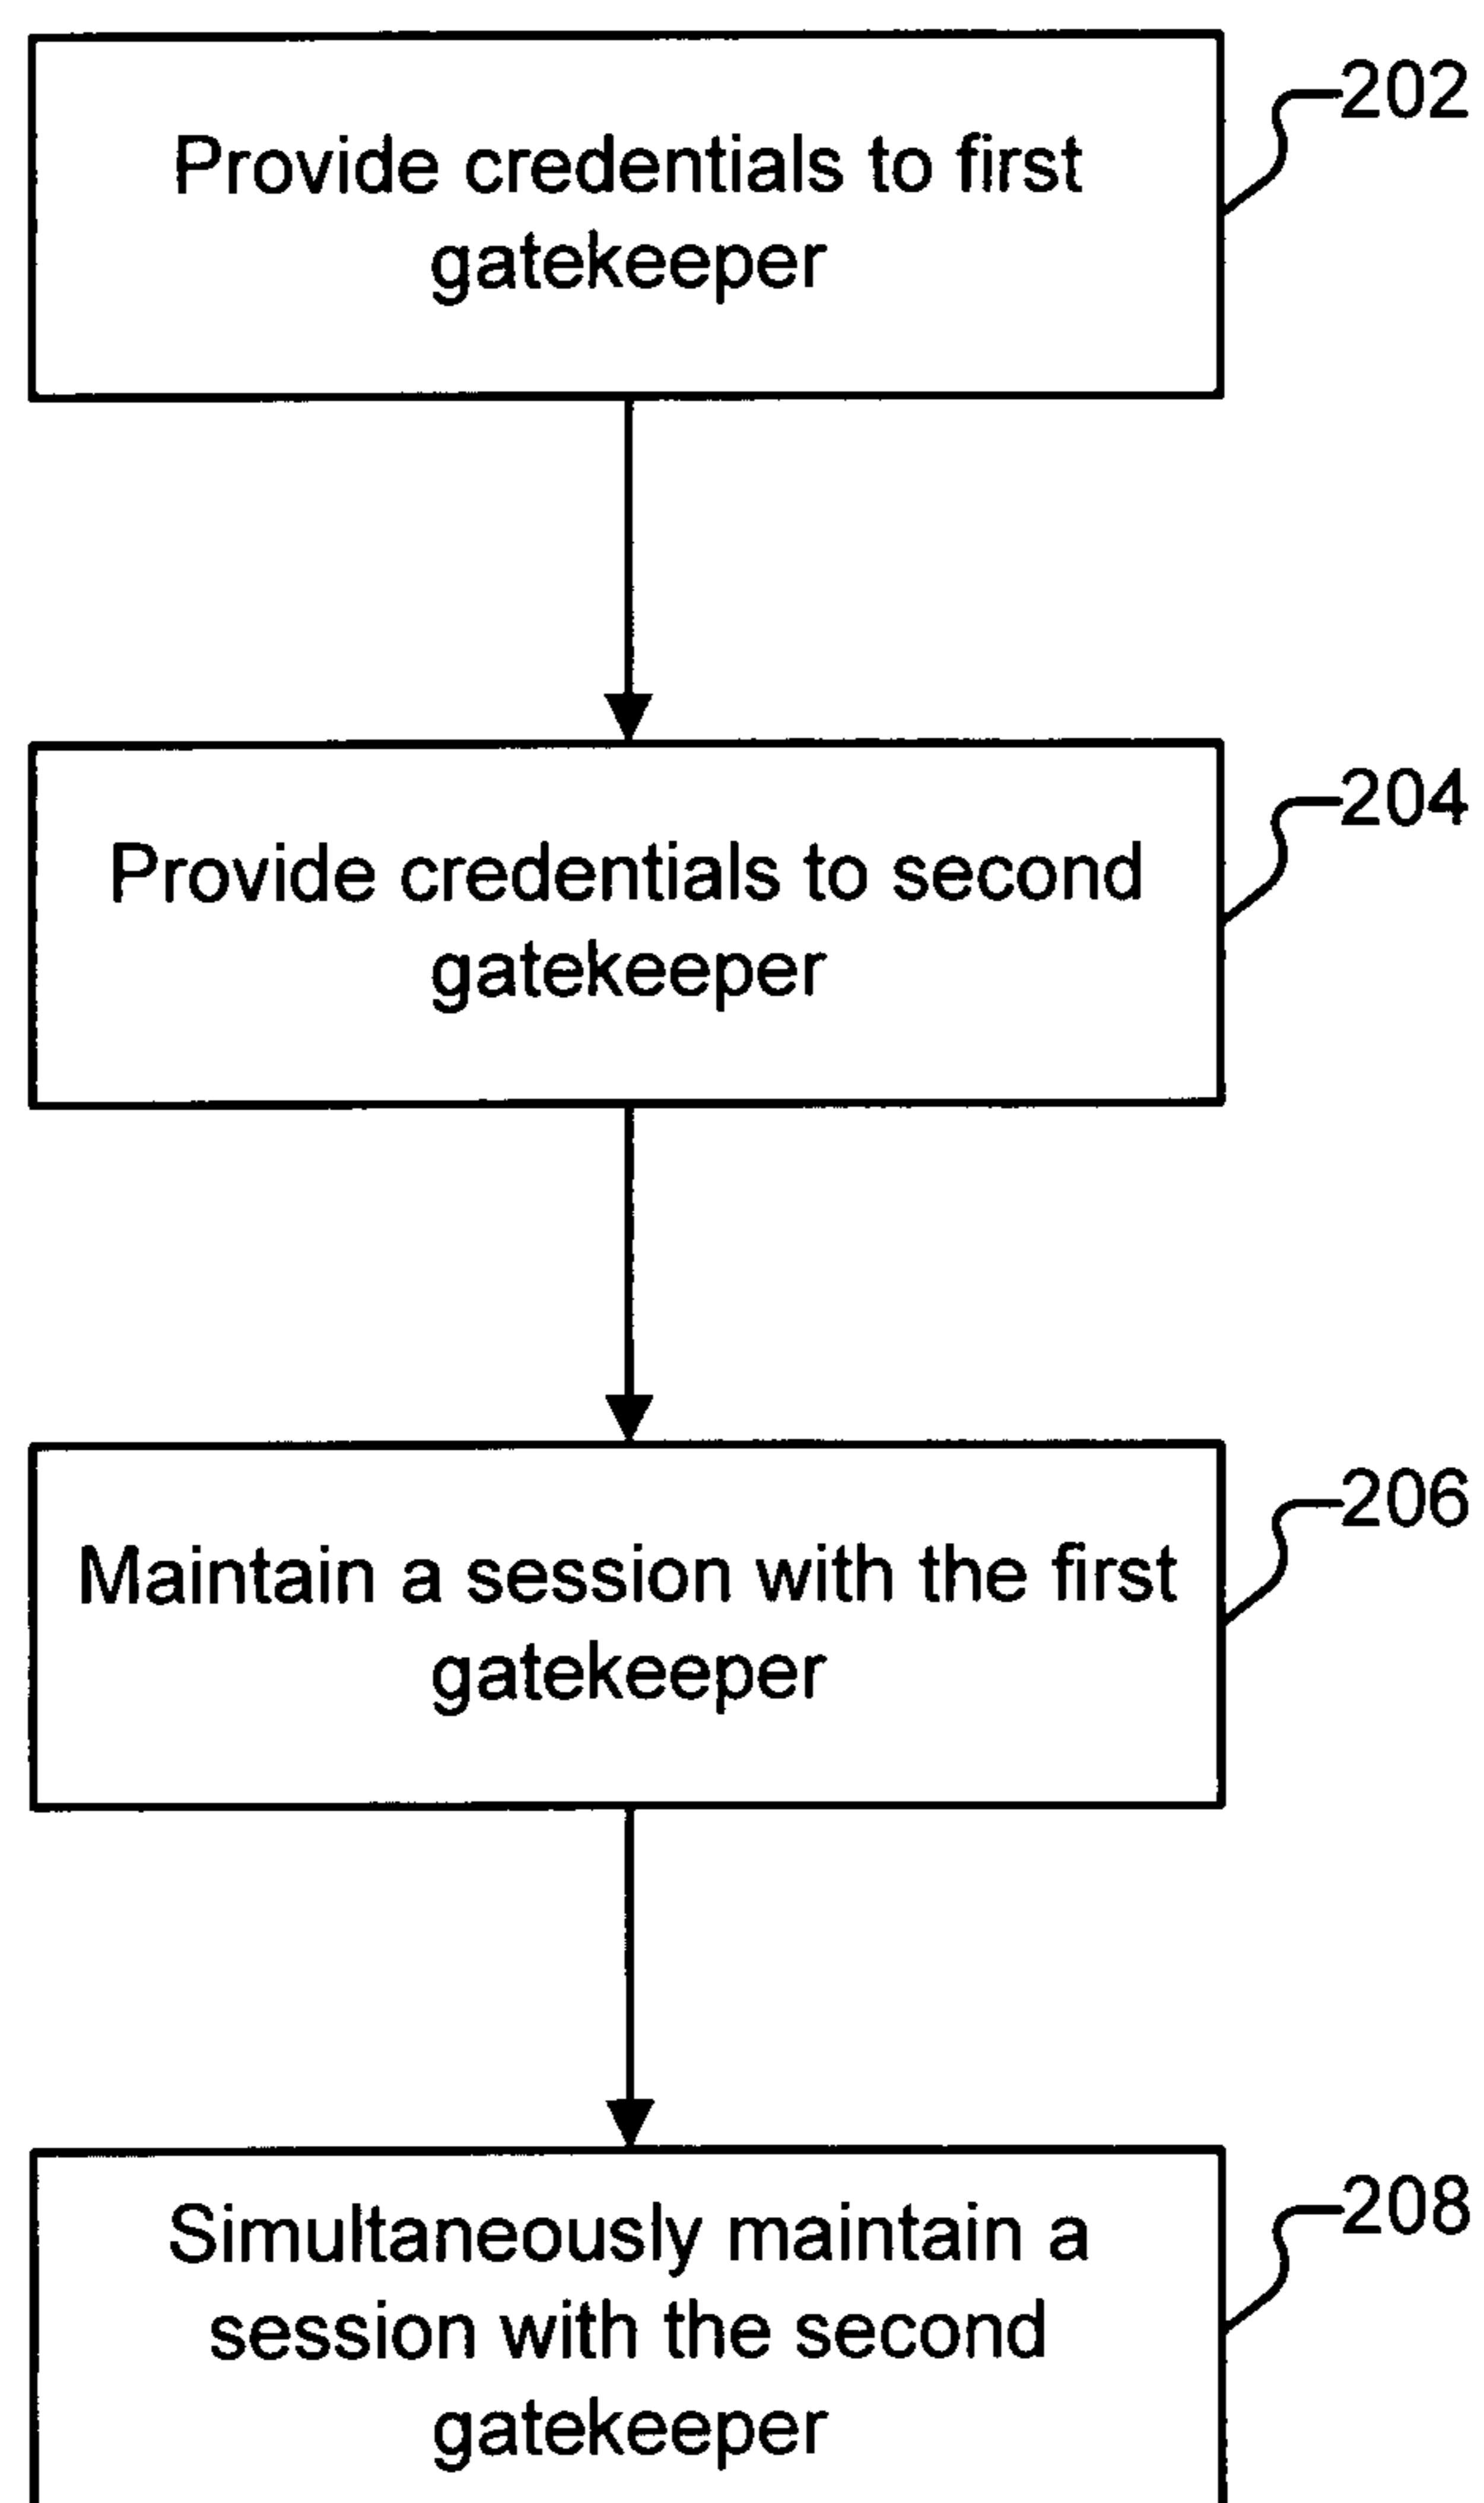 202
Provide credentials to first
gatekeeper
204
Provide credentials to second
gatekeeper
206
Maintain a session with the first
gatekeeper
208
Simultaneously maintain a
session with the second
gatekeeper